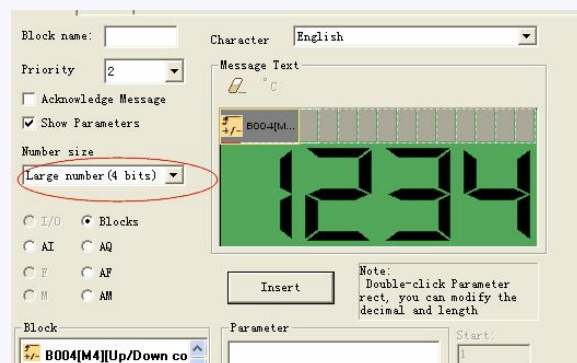 Block name:
Character English
Priority 2
Message Text
°C
Acknowledge Message
Show Parameters
+/- B004[M...
Number size
Large number(4 bits)
1234
I/O Blocks
AI AQ
F AF
M AM
Insert
Note:
Double-click Parameter
rect, you can modify the
decimal and length
Block
Parameter
Start:
+/- B004[M4][Up/Down co
1